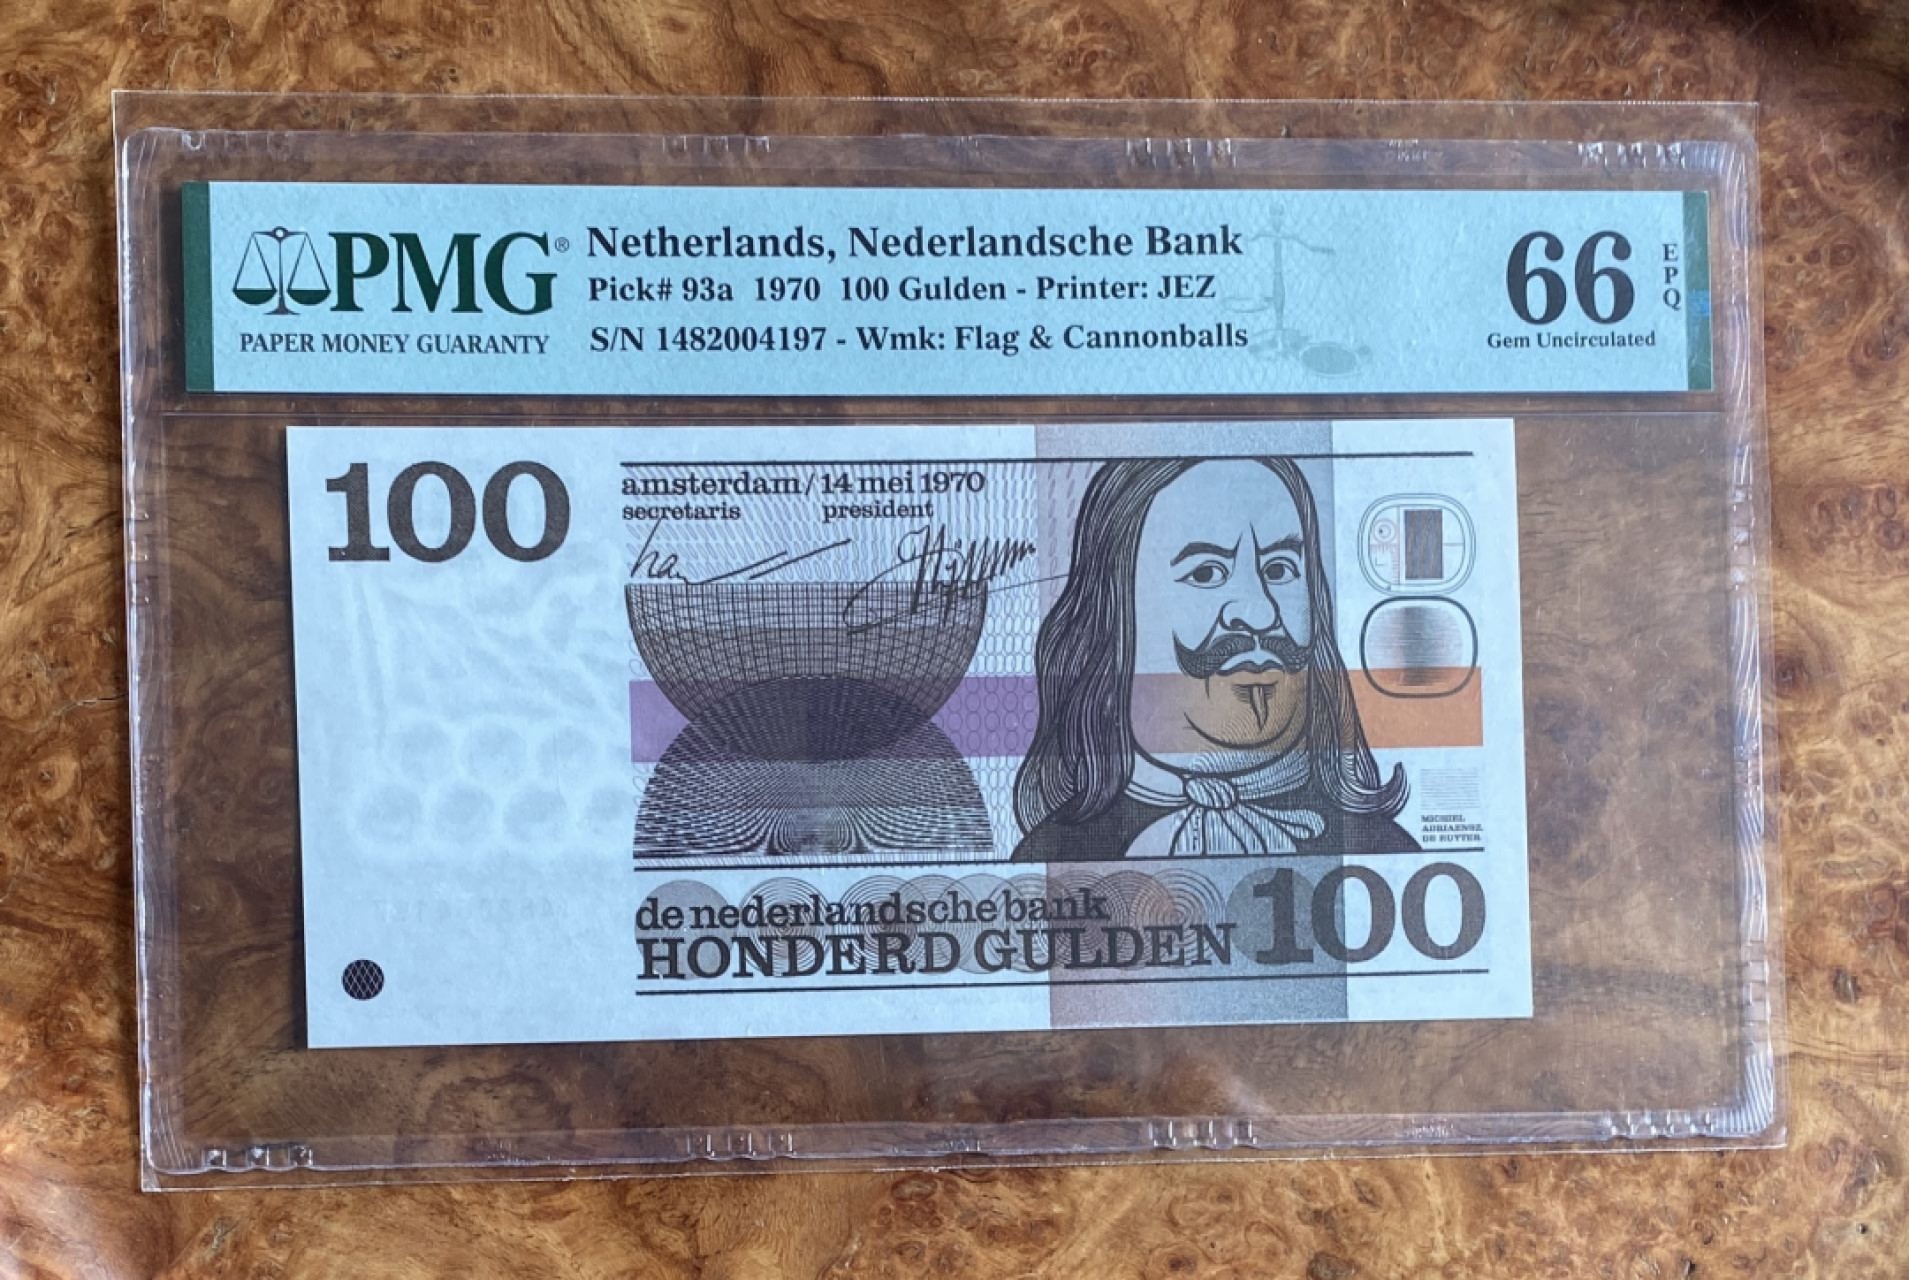 PMG®
PAPER MONEY GUARANTY
Netherlands, Nederlandsche Bank
Pick# 93a 1970 100 Gulden - Printer: JEZ
S/N 1482004197 - Wmk: Flag & Cannonballs
66
EPQ
Gem Uncirculated
100
amsterdam/14 mei 1970
secretaris president
MICHIEL
ADRIAENSZ.
DE RUYTER
de nederlandsche bank
HONDERD GULDEN 100